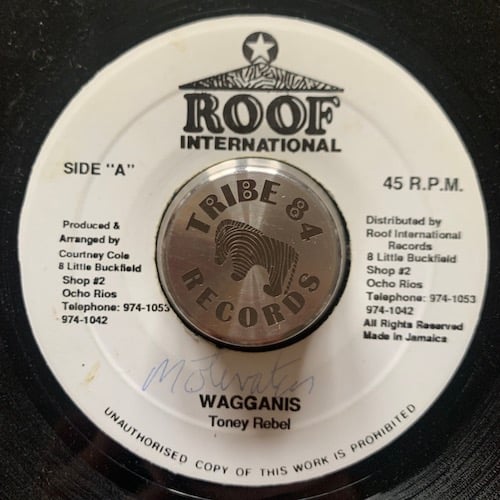 ROOF
INTERNATIONAL
SIDE "A"
45 R.P.M.
Produced &
Arranged by
Courtney Cole
8 Little Buckfield
Shop #2
Ocho Rios
Telephone: 974-1053
974-1042
TRIBE 84
RECORDS
Distributed by
Roof International
Records
8 Little Buckfield
Shop #2
Ocho Rios
Telephone: 974-1053
974-1042
All Rights Reserved
Made in Jamaica
WAGGANIS
Toney Rebel
UNAUTHORISED COPY OF THIS WORK IS PROHIBITED